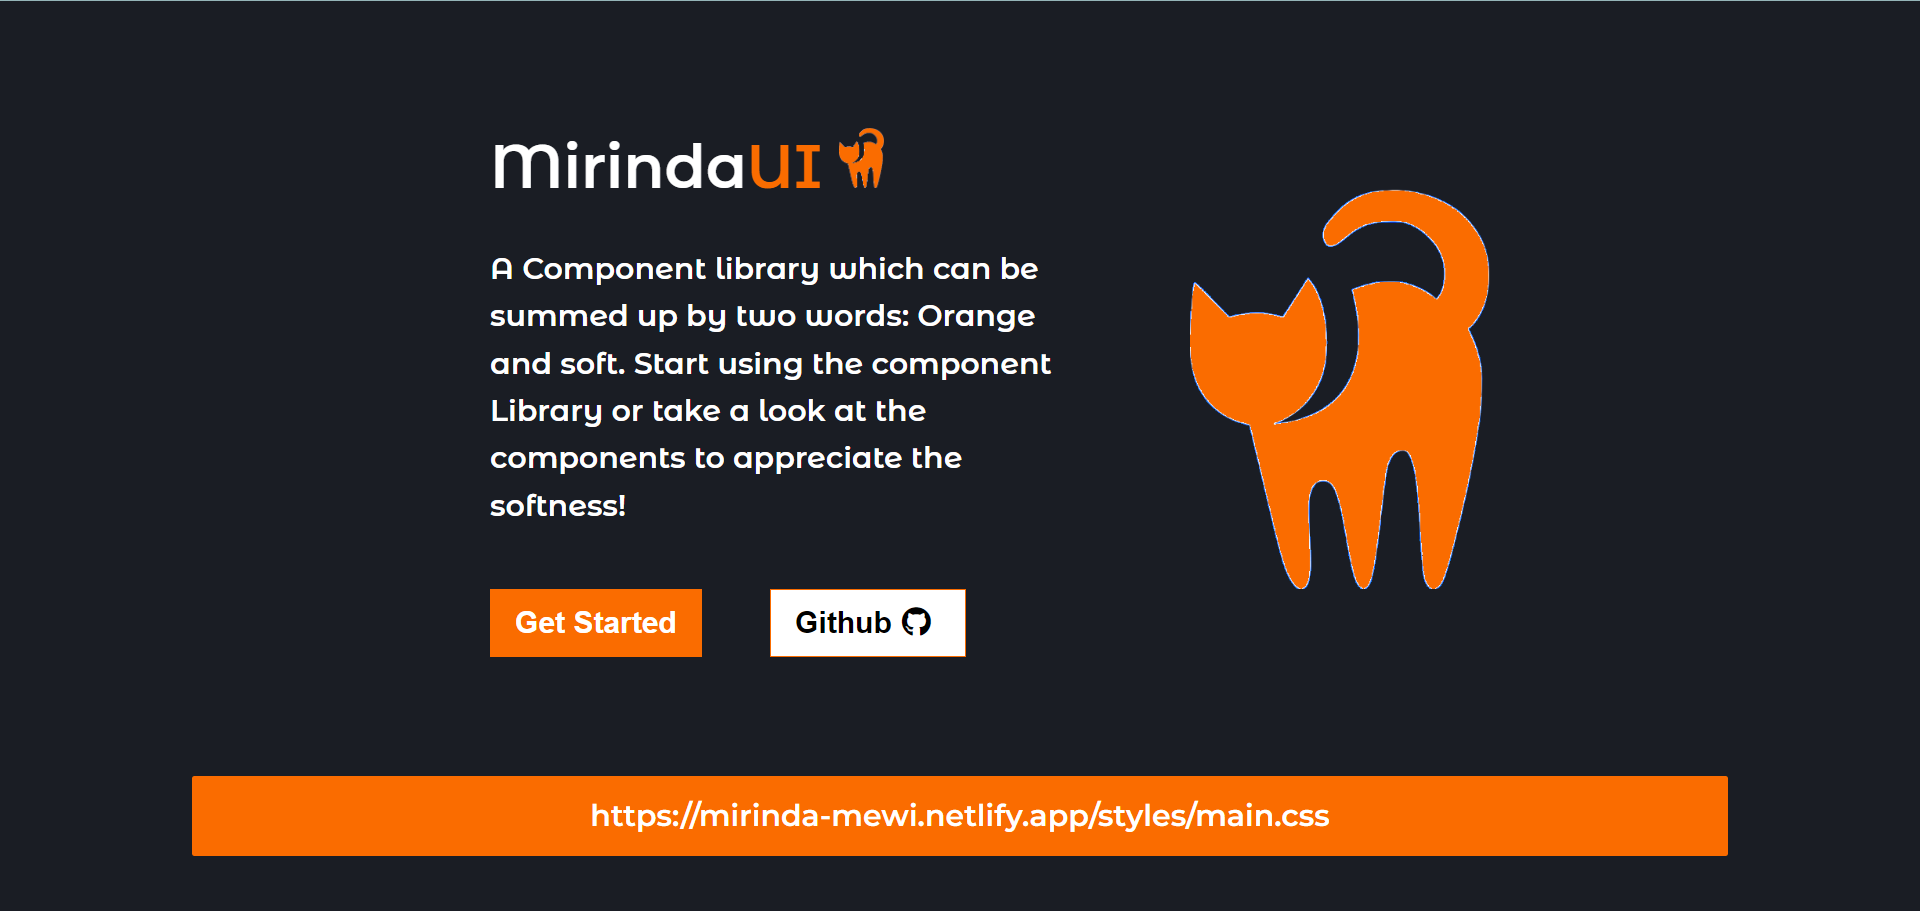 MirindaUI
A Component library which can be
summed up by two words: Orange
and soft. Start using the component
Library or take a look at the
components to appreciate the
softness!
Get Started
Github
https://mirinda-mewi.netlify.app/styles/main.css